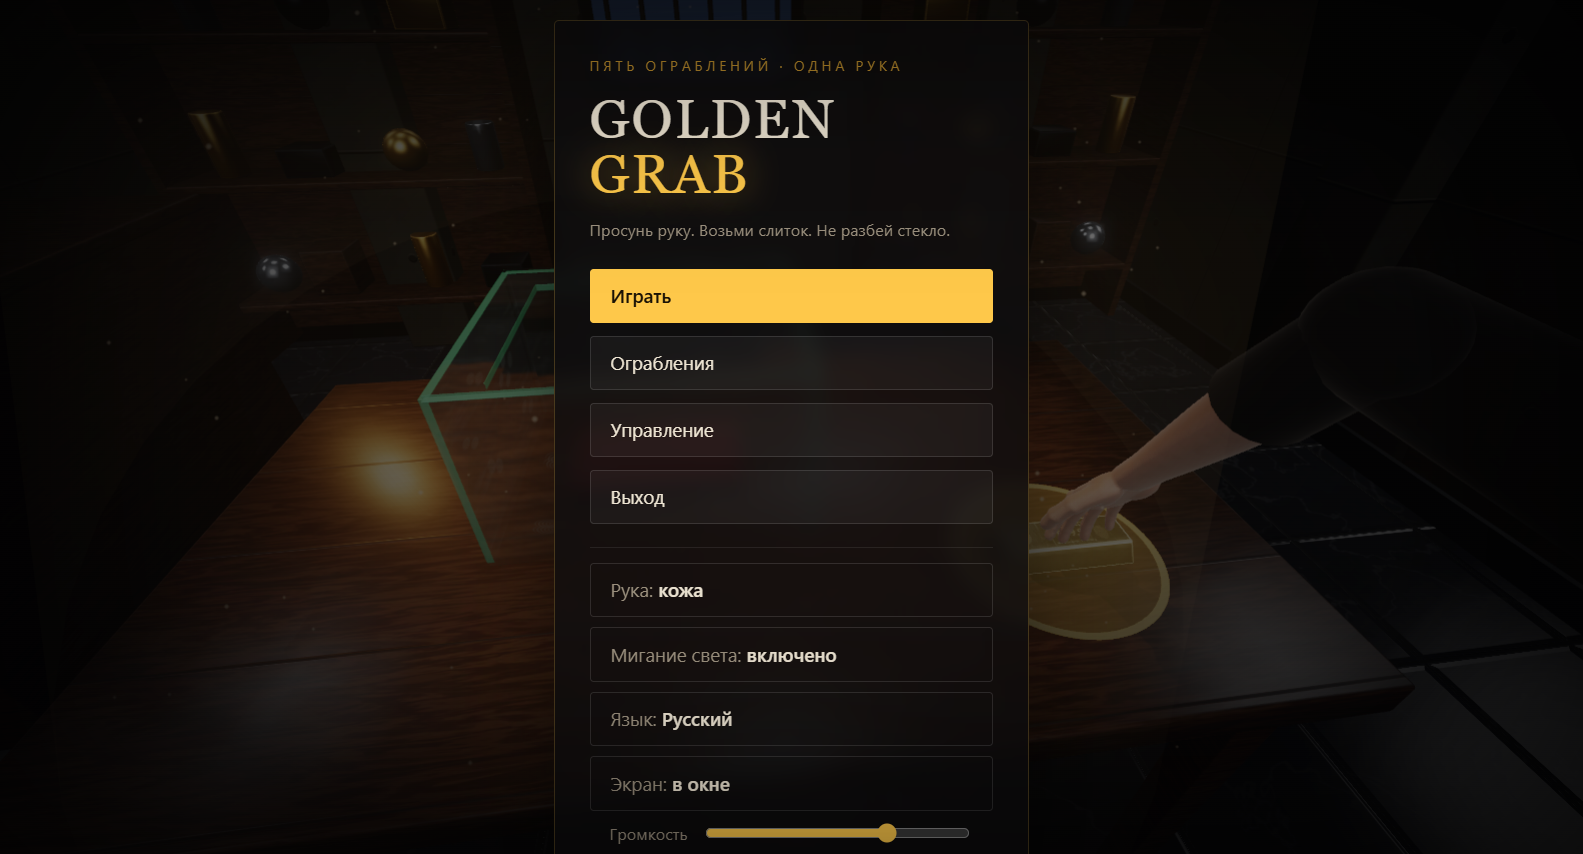 ПЯТЬ ОГРАБЛЕНИЙ · ОДНА РУКА
GOLDEN
GRAB
Просунь руку. Возьми слиток. Не разбей стекло.
Играть
Ограбления
Управление
Выход
Рука: кожа
Мигание света: включено
Язык: Русский
Экран: в окне
Громкость